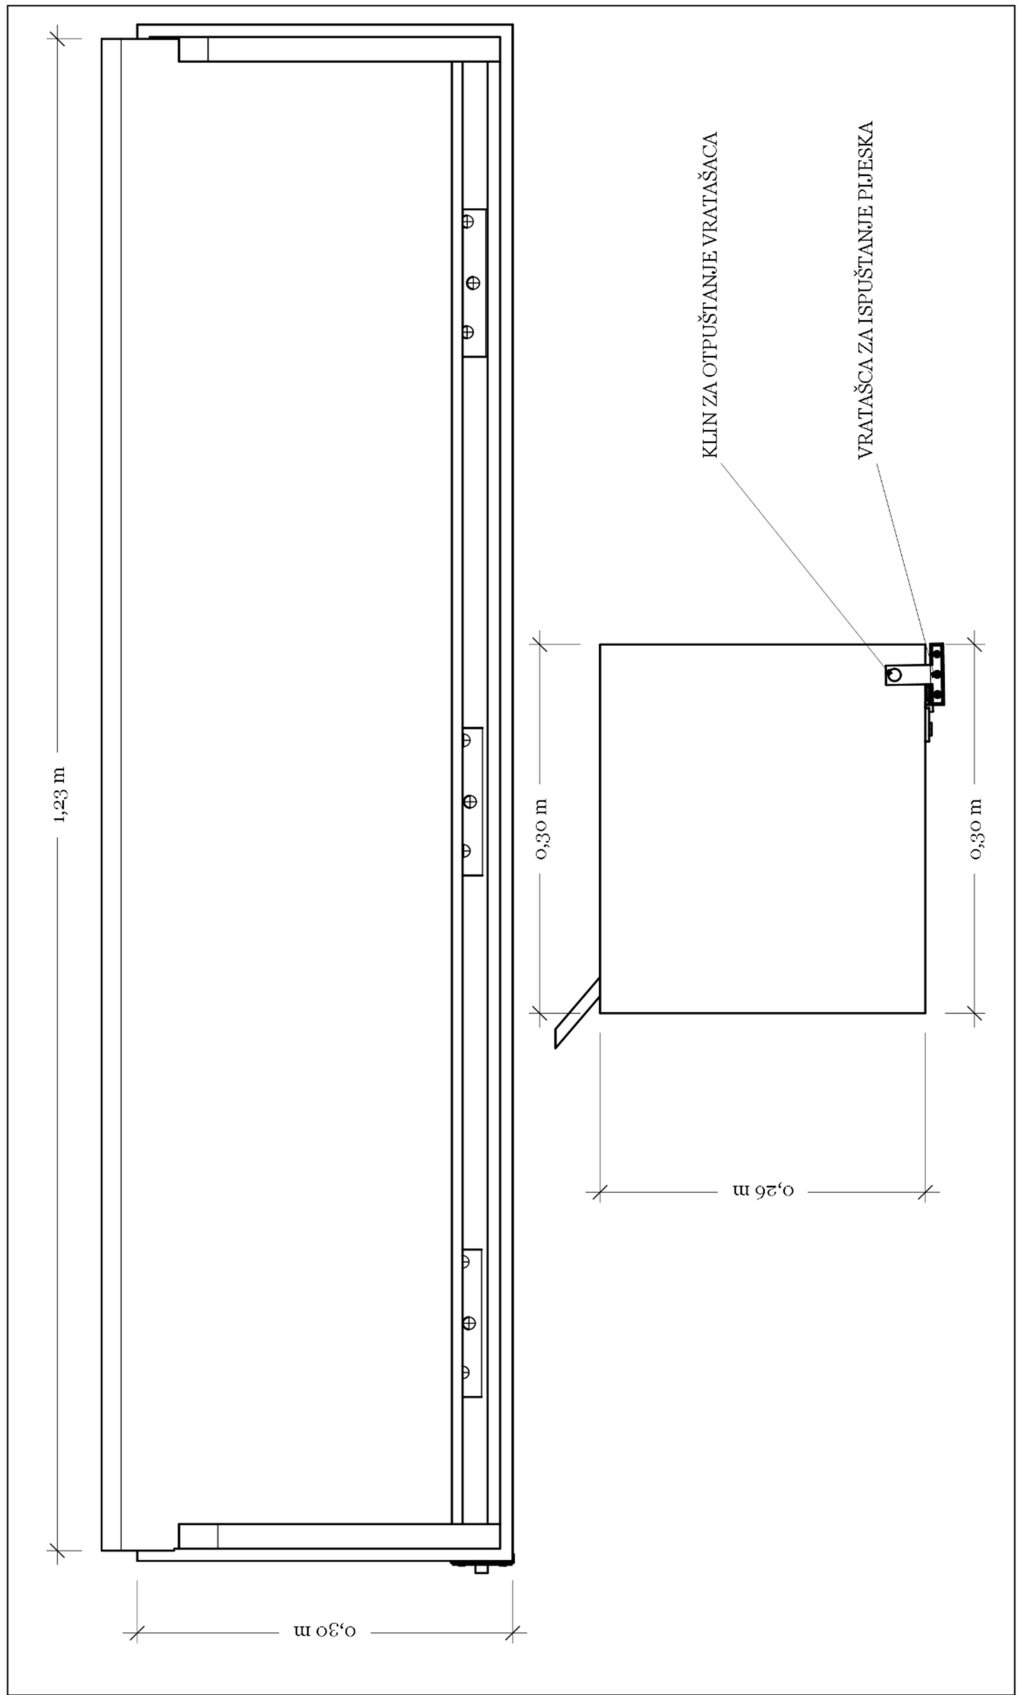 1,23 m
0,30 m
KLIN ZA OTPUŠTANJE VRATAŠACA
VRATAŠCA ZA ISPUŠTANJE PIJESKA
0,30 m
0,30 m
0,26 m